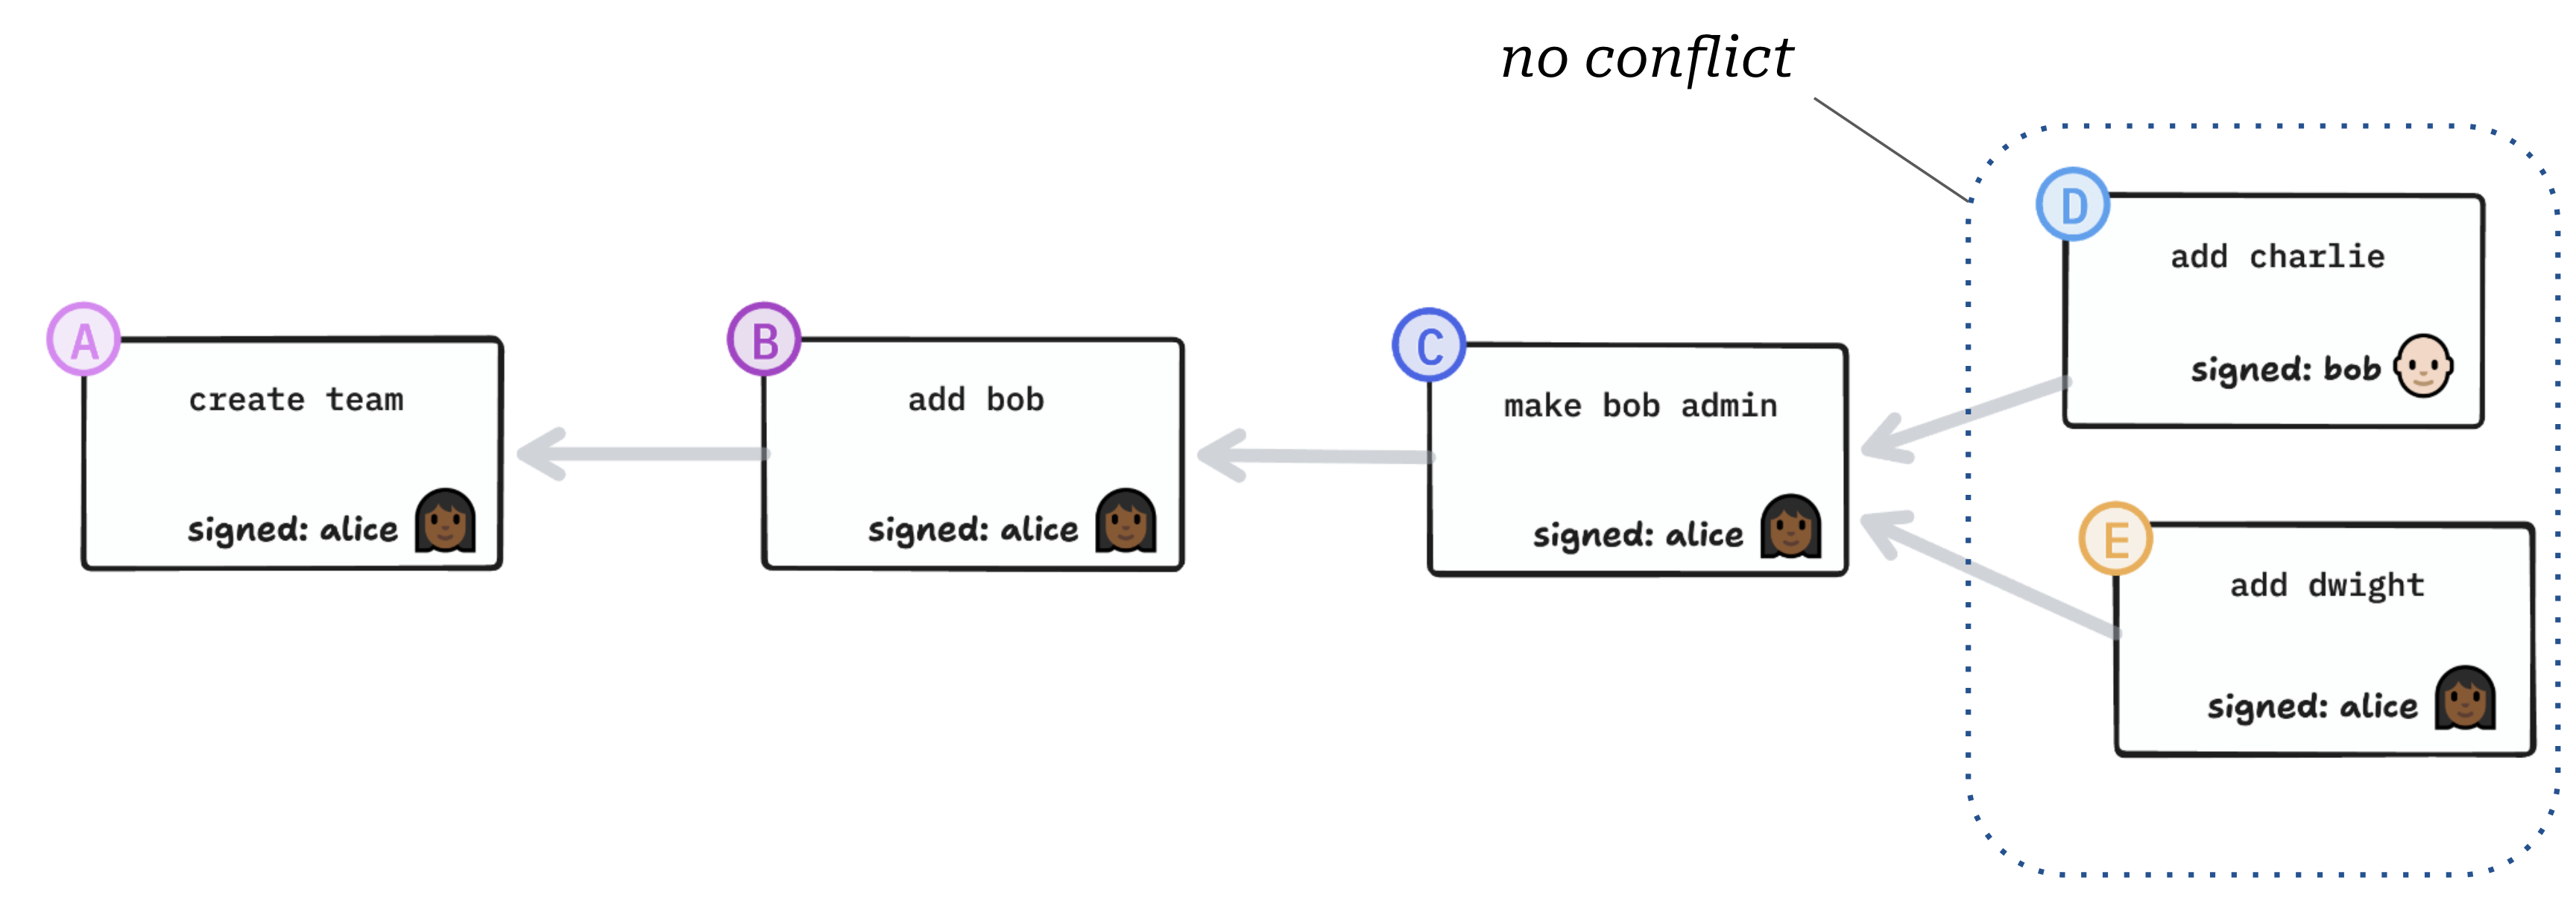 no conflict
A
create team
signed: alice
B
add bob
signed: alice
C
make bob admin
signed: alice
D
add charlie
signed: bob
E
add dwight
signed: alice